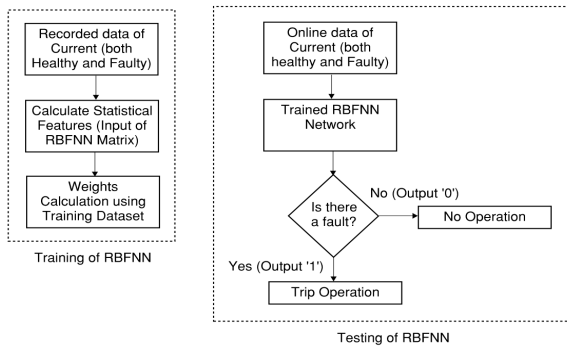 Recorded data of
Current (both
Healthy and Faulty)
Calculate Statistical
Features (Input of
RBFNN Matrix)
Weights
Calculation using
Training Dataset
Training of RBFNN
Online data of
Current (both
healthy and Faulty)
Trained RBFNN
Network
Is there
a fault?
No (Output '0')
No Operation
Yes (Output '1')
Trip Operation
Testing of RBFNN